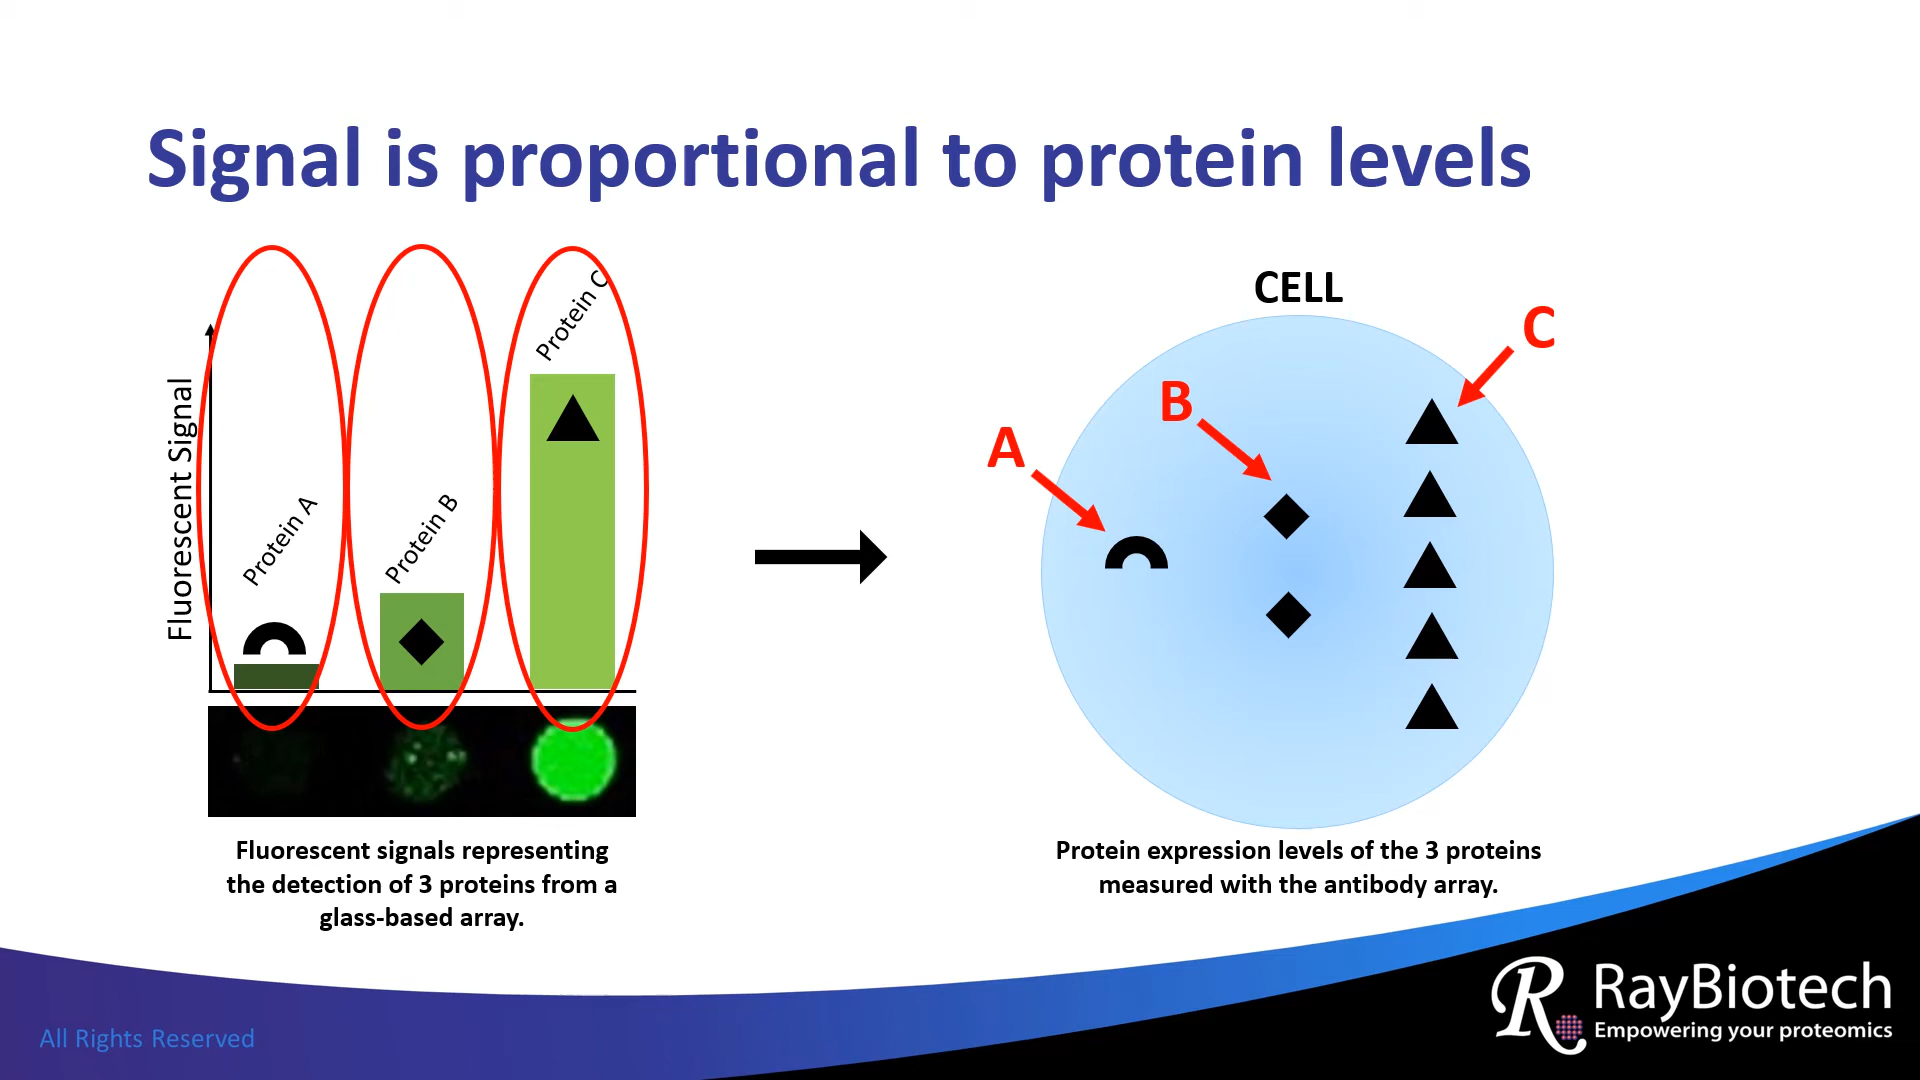 Signal is proportional to protein levels
Fluorescent Signal
Protein A
Protein B
Protein C
Fluorescent signals representing
the detection of 3 proteins from a
glass-based array.
CELL
A
B
C
Protein expression levels of the 3 proteins
measured with the antibody array.
All Rights Reserved
R
RayBiotech
Empowering your proteomics